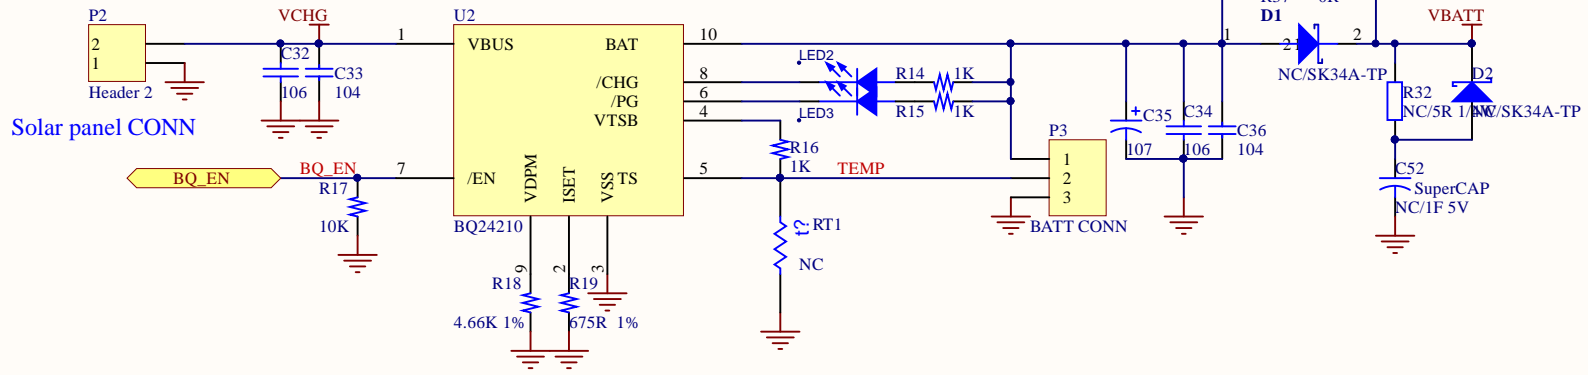 P2
2
1
Header 2
Solar panel CONN
VCHG
C32
106
C33
104
1
U2
VBUS
BAT
/CHG
/PG
VTSB
/EN
VDPM
ISET
VSS
TS
BQ24210
10
8
6
4
5
7
9
2
3
BQ_EN
BQ_EN
R17
10K
R18
4.66K 1%
R19
675R 1%
LED2
LED3
R14
1K
R15
1K
R16
1K
TEMP
t?
RT1
NC
P3
1
2
3
BATT CONN
C35
+
107
C34
106
C36
104
D1
1
2
2
NC/SK34A-TP
VBATT
R32
NC/5R 1/4W
D2
NC/SK34A-TP
C52
SuperCAP
NC/1F 5V